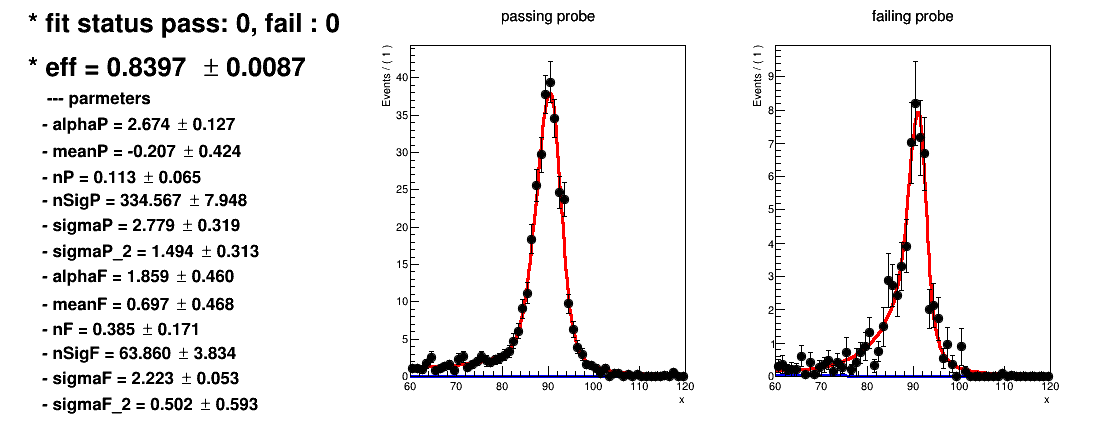 * fit status pass: 0, fail : 0
* eff = 0.8397 ± 0.0087
--- parmeters
- alphaP = 2.674 ± 0.127
- meanP = -0.207 ± 0.424
- nP = 0.113 ± 0.065
- nSigP = 334.567 ± 7.948
- sigmaP = 2.779 ± 0.319
- sigmaP_2 = 1.494 ± 0.313
- alphaF = 1.859 ± 0.460
- meanF = 0.697 ± 0.468
- nF = 0.385 ± 0.171
- nSigF = 63.860 ± 3.834
- sigmaF = 2.223 ± 0.053
- sigmaF_2 = 0.502 ± 0.593
passing probe
Events / ( 1 )
40
35
30
25
20
15
10
5
0
60 70 80 90 100 110 120
x
failing probe
Events / ( 1 )
9
8
7
6
5
4
3
2
1
0
60 70 80 90 100 110 120
x